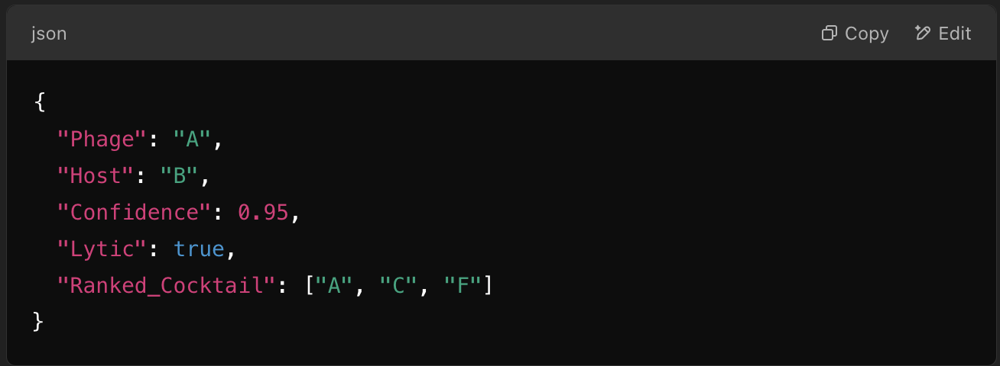 json
Copy
Edit
{
"Phage": "A",
"Host": "B",
"Confidence": 0.95,
"Lytic": true,
"Ranked_Cocktail": ["A", "C", "F"]
}